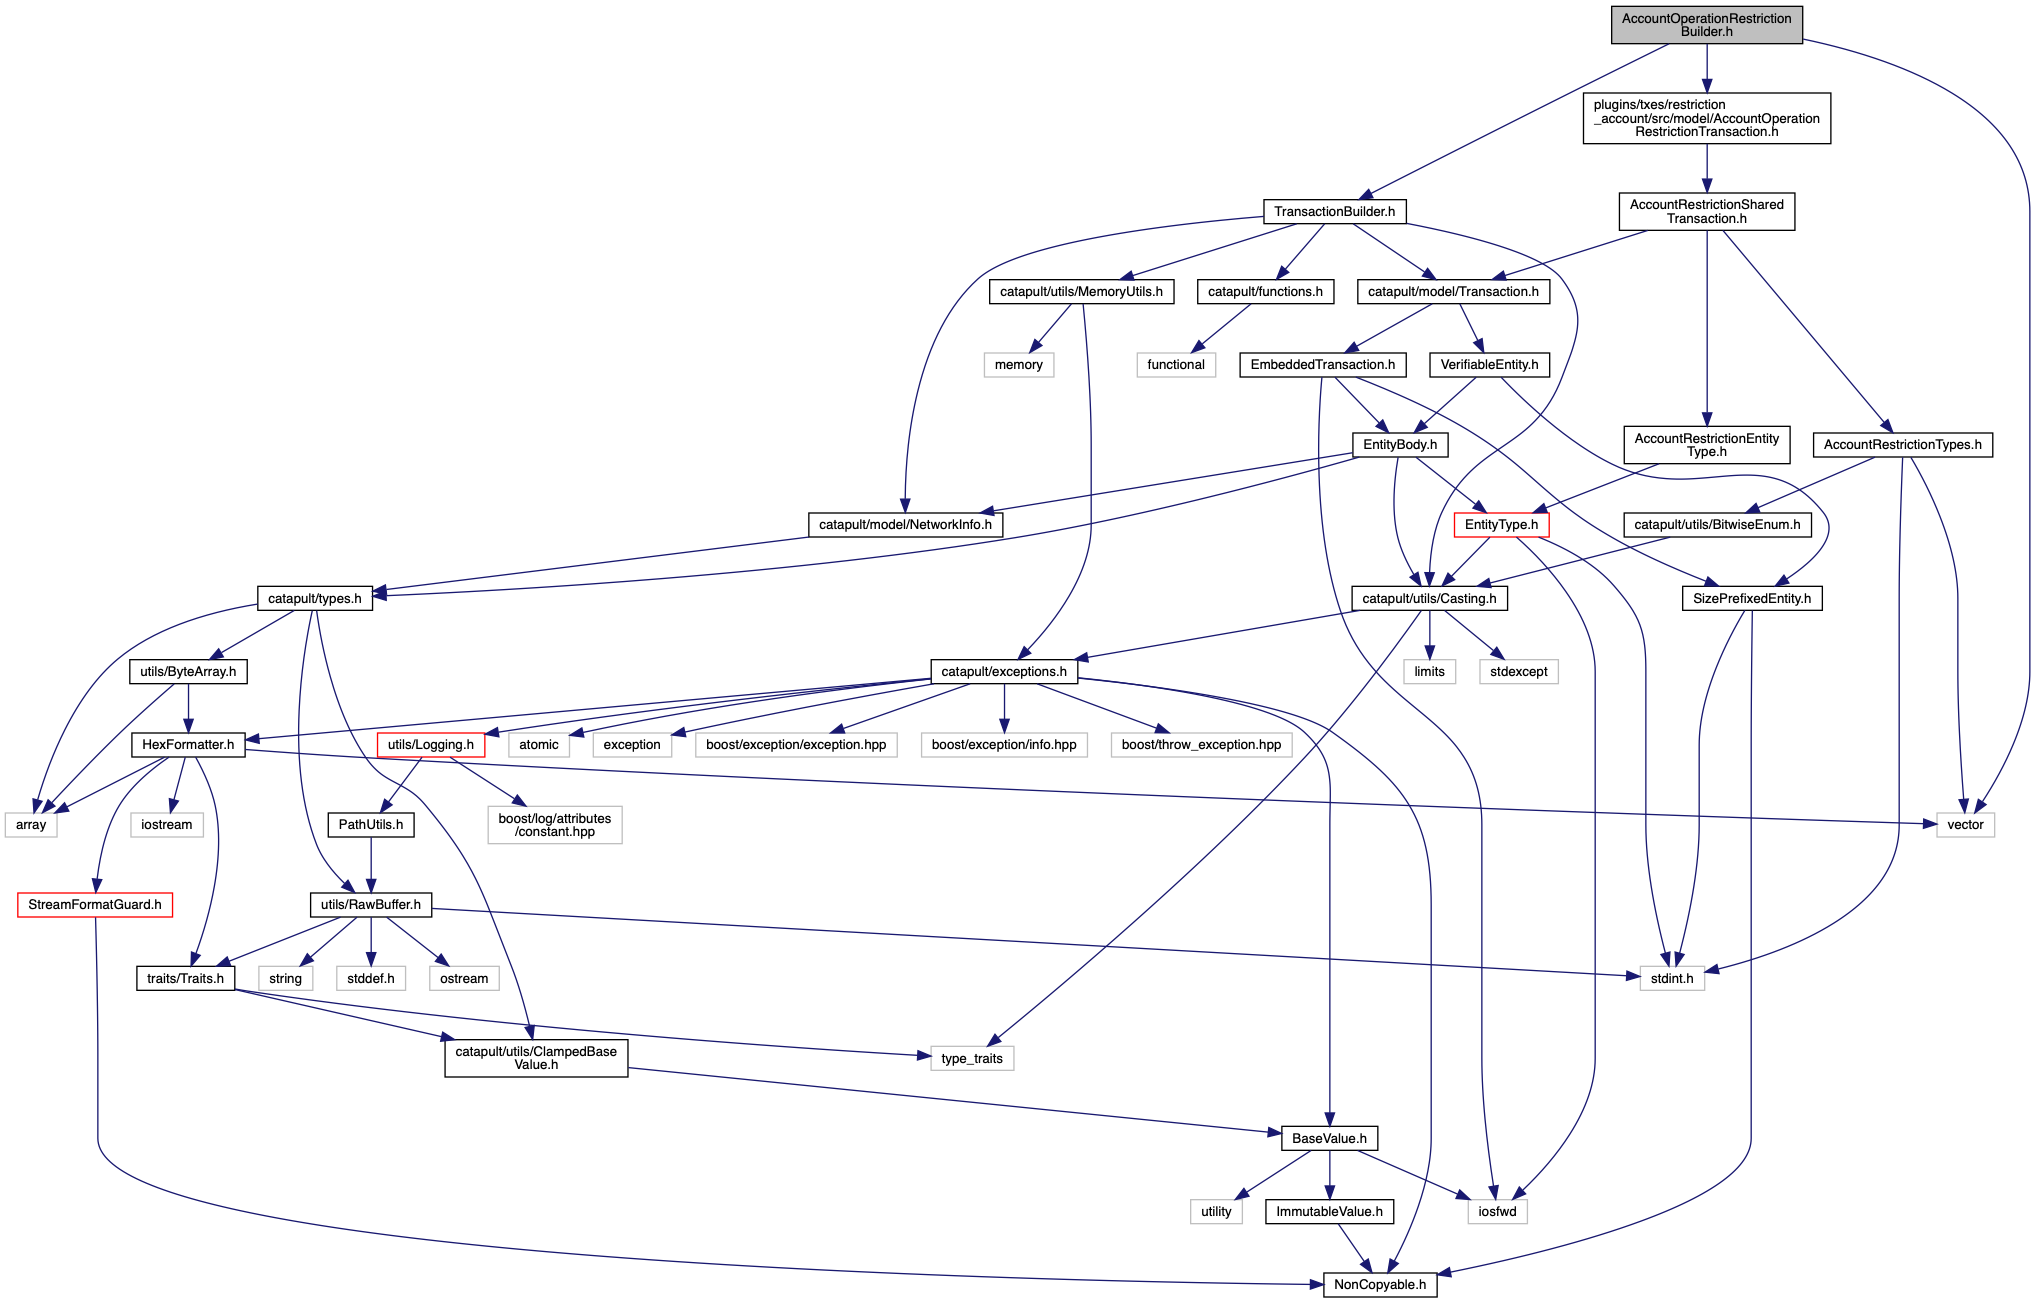 AccountOperationRestriction
Builder.h
plugins/txes/restriction
_account/src/model/AccountOperation
RestrictionTransaction.h
TransactionBuilder.h
AccountRestrictionShared
Transaction.h
catapult/utils/MemoryUtils.h
catapult/functions.h
catapult/model/Transaction.h
memory
functional
EmbeddedTransaction.h
VerifiableEntity.h
EntityBody.h
AccountRestrictionEntity
Type.h
AccountRestrictionTypes.h
catapult/model/NetworkInfo.h
EntityType.h
catapult/utils/BitwiseEnum.h
catapult/types.h
catapult/utils/Casting.h
SizePrefixedEntity.h
utils/ByteArray.h
catapult/exceptions.h
limits
stdexcept
HexFormatter.h
utils/Logging.h
atomic
exception
boost/exception/exception.hpp
boost/exception/info.hpp
boost/throw_exception.hpp
array
iostream
PathUtils.h
boost/log/attributes
/constant.hpp
vector
StreamFormatGuard.h
utils/RawBuffer.h
traits/Traits.h
string
stddef.h
ostream
stdint.h
catapult/utils/ClampedBase
Value.h
type_traits
BaseValue.h
utility
ImmutableValue.h
iosfwd
NonCopyable.h